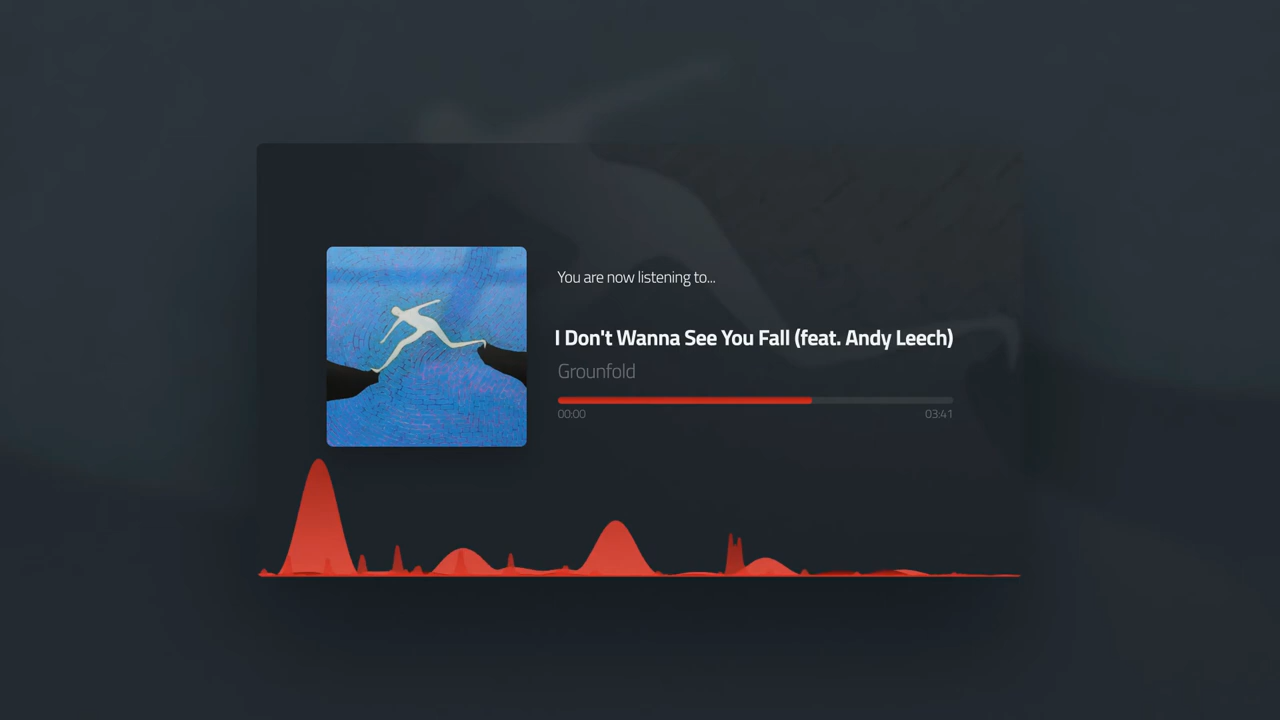 You are now listening to...
I Don't Wanna See You Fall (feat. Andy Leech)
Grounfold
00:00 03:41